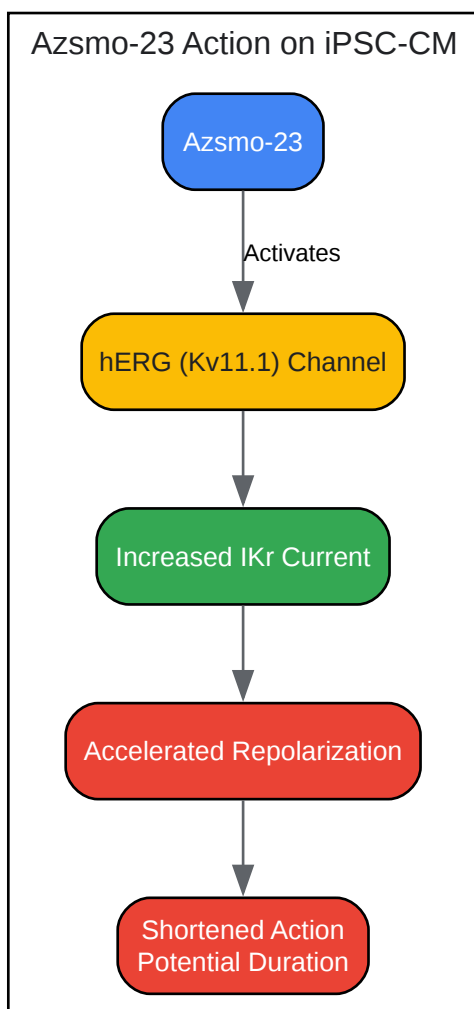 Azsmo-23 Action on iPSC-CM
Azsmo-23
Activates
hERG (Kv11.1) Channel
Increased IKr Current
Accelerated Repolarization
Shortened Action
Potential Duration